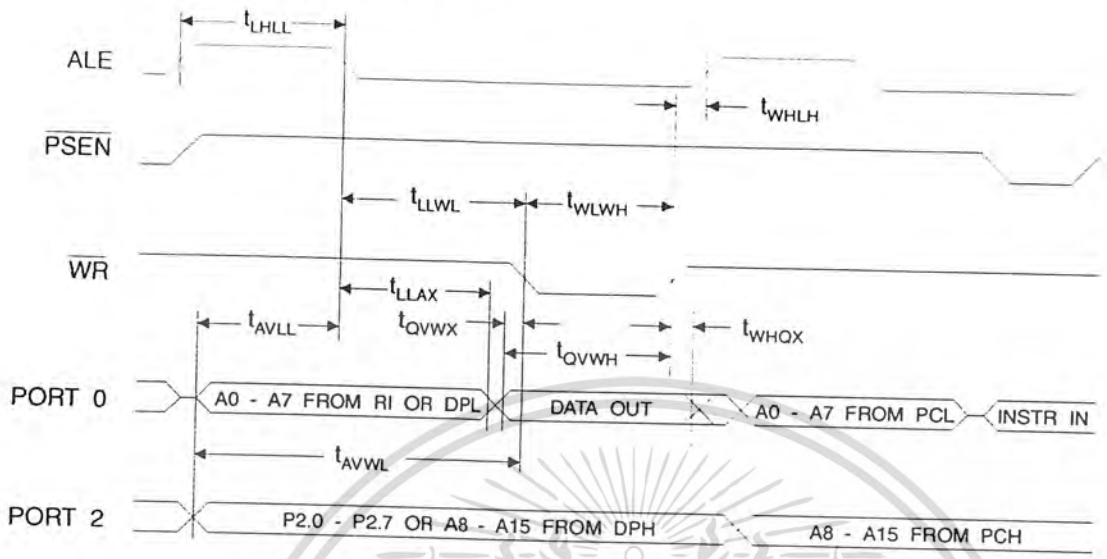 tLHLL
ALE
tWHLH
PSEN
tLLWL
tWLWH
WR
tLLAX
tAVLL
tQVWX
tWHQX
tQVWH
PORT 0
A0 - A7 FROM RI OR DPL
DATA OUT
A0 - A7 FROM PCL
INSTR IN
tAVWL
PORT 2
P2.0 - P2.7 OR A8 - A15 FROM DPH
A8 - A15 FROM PCH